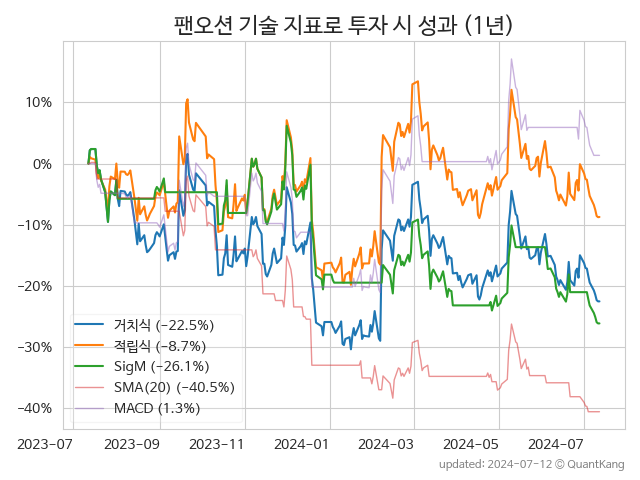 팬오션 기술 지표로 투자 시 성과 (1년)
10%
0%
−10%
−20%
−30%
−40%
거치식 (−22.5%)
적립식 (−8.7%)
SigM (−26.1%)
SMA(20) (−40.5%)
MACD (1.3%)
2023-07 2023-09 2023-11 2024-01 2024-03 2024-05 2024-07
updated: 2024-07-12 © QuantKang